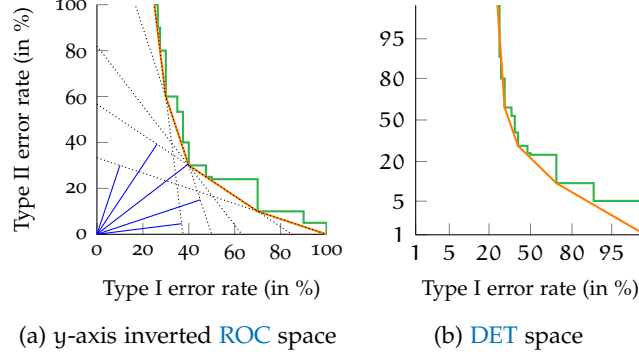 Type II error rate (in %)
100
80
60
40
20
0
0 20 40 60 80 100
Type I error rate (in %)
(a) y-axis inverted ROC space
95
80
50
20
5
1
1 5 20 50 80 95
Type I error rate (in %)
(b) DET space